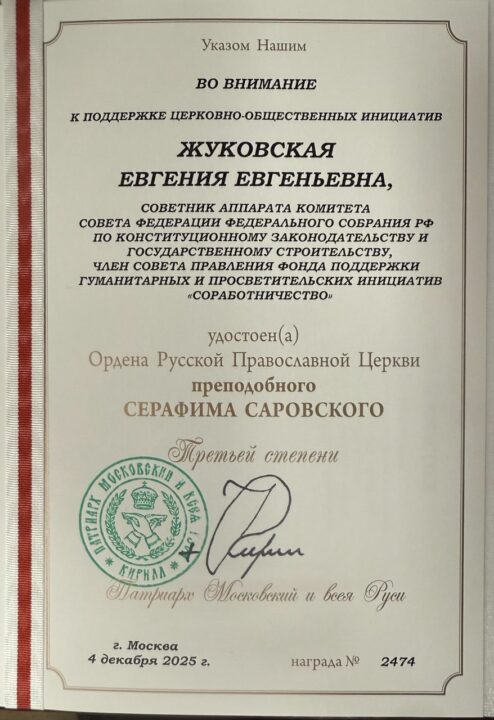 Указом Нашим
ВО ВНИМАНИЕ
К ПОДДЕРЖКЕ ЦЕРКОВНО-ОБЩЕСТВЕННЫХ ИНИЦИАТИВ
ЖУКОВСКАЯ
ЕВГЕНИЯ ЕВГЕНЬЕВНА,
СОВЕТНИК АППАРАТА КОМИТЕТА
СОВЕТА ФЕДЕРАЦИИ ФЕДЕРАЛЬНОГО СОБРАНИЯ РФ
ПО КОНСТИТУЦИОННОМУ ЗАКОНОДАТЕЛЬСТВУ И
ГОСУДАРСТВЕННОМУ СТРОИТЕЛЬСТВУ,
ЧЛЕН СОВЕТА ПРАВЛЕНИЯ ФОНДА ПОДДЕРЖКИ
ГУМАНИТАРНЫХ И ПРОСВЕТИТЕЛЬСКИХ ИНИЦИАТИВ
«СОРАБОТНИЧЕСТВО»
удостоен(а)
Ордена Русской Православной Церкви
преподобного
СЕРАФИМА САРОВСКОГО
Третьей степени
ПАТРИАРХ МОСКОВСКИЙ И ВСЕЯ
КИРИЛЛ
Патриарх Московский и всея Руси
г. Москва
4 декабря 2025 г.
награда № 2474